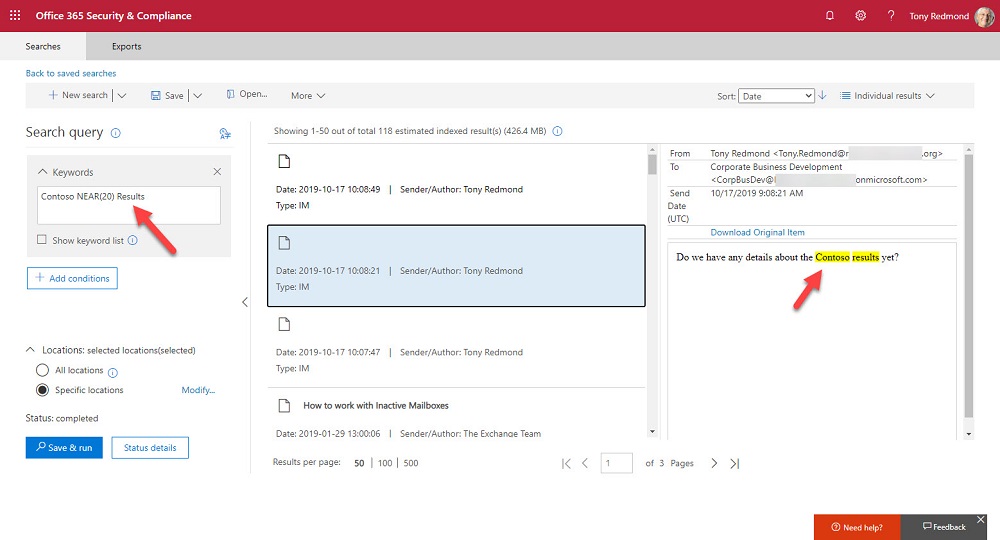 Office 365 Security & Compliance
? Tony Redmond
Searches Exports
Back to saved searches
New search Save Open... More Sort: Date Individual results
Search query
Showing 1-50 out of total 118 estimated indexed result(s) (426.4 MB)
Keywords
Contoso NEAR(20) Results
Show keyword list
Add conditions
Locations: selected locations(selected)
All locations
Specific locations Modify...
Status: completed
Save & run Status details
Date: 2019-10-17 10:08:49 | Sender/Author: Tony Redmond
Type: IM
Date: 2019-10-17 10:08:21 | Sender/Author: Tony Redmond
Type: IM
Date: 2019-10-17 10:07:47 | Sender/Author: Tony Redmond
Type: IM
How to work with Inactive Mailboxes
Date: 2019-01-29 13:00:06 | Sender/Author: The Exchange Team
Results per page: 50 | 100 | 500
1 of 3 Pages
From Tony Redmond <Tony.Redmond@r .org>
To Corporate Business Development
<CorpBusDev@ onmicrosoft.com>
Send 10/17/2019 9:08:21 AM
Date
(UTC)
Download Original Item
Do we have any details about the Contoso results yet?
Need help? Feedback